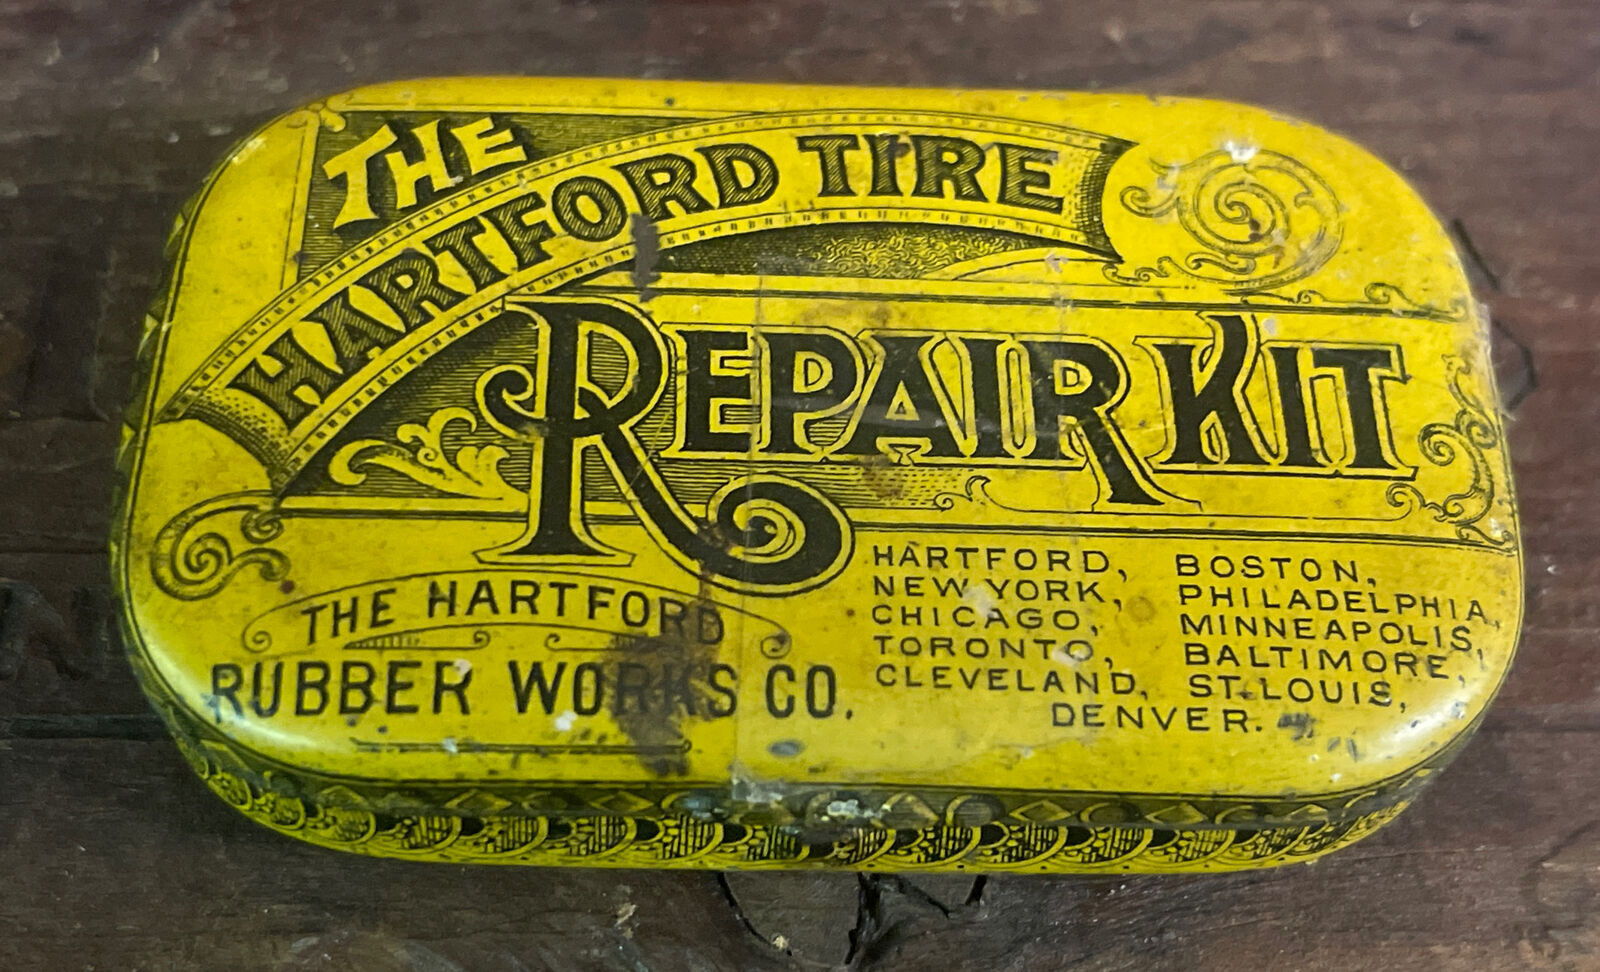 THE
HARTFORD TIRE
REPAIR KIT
THE HARTFORD
RUBBER WORKS CO.
HARTFORD,
NEW YORK,
CHICAGO,
TORONTO,
CLEVELAND,
BOSTON,
PHILADELPHIA,
MINNEAPOLIS,
BALTIMORE,
ST. LOUIS,
DENVER.